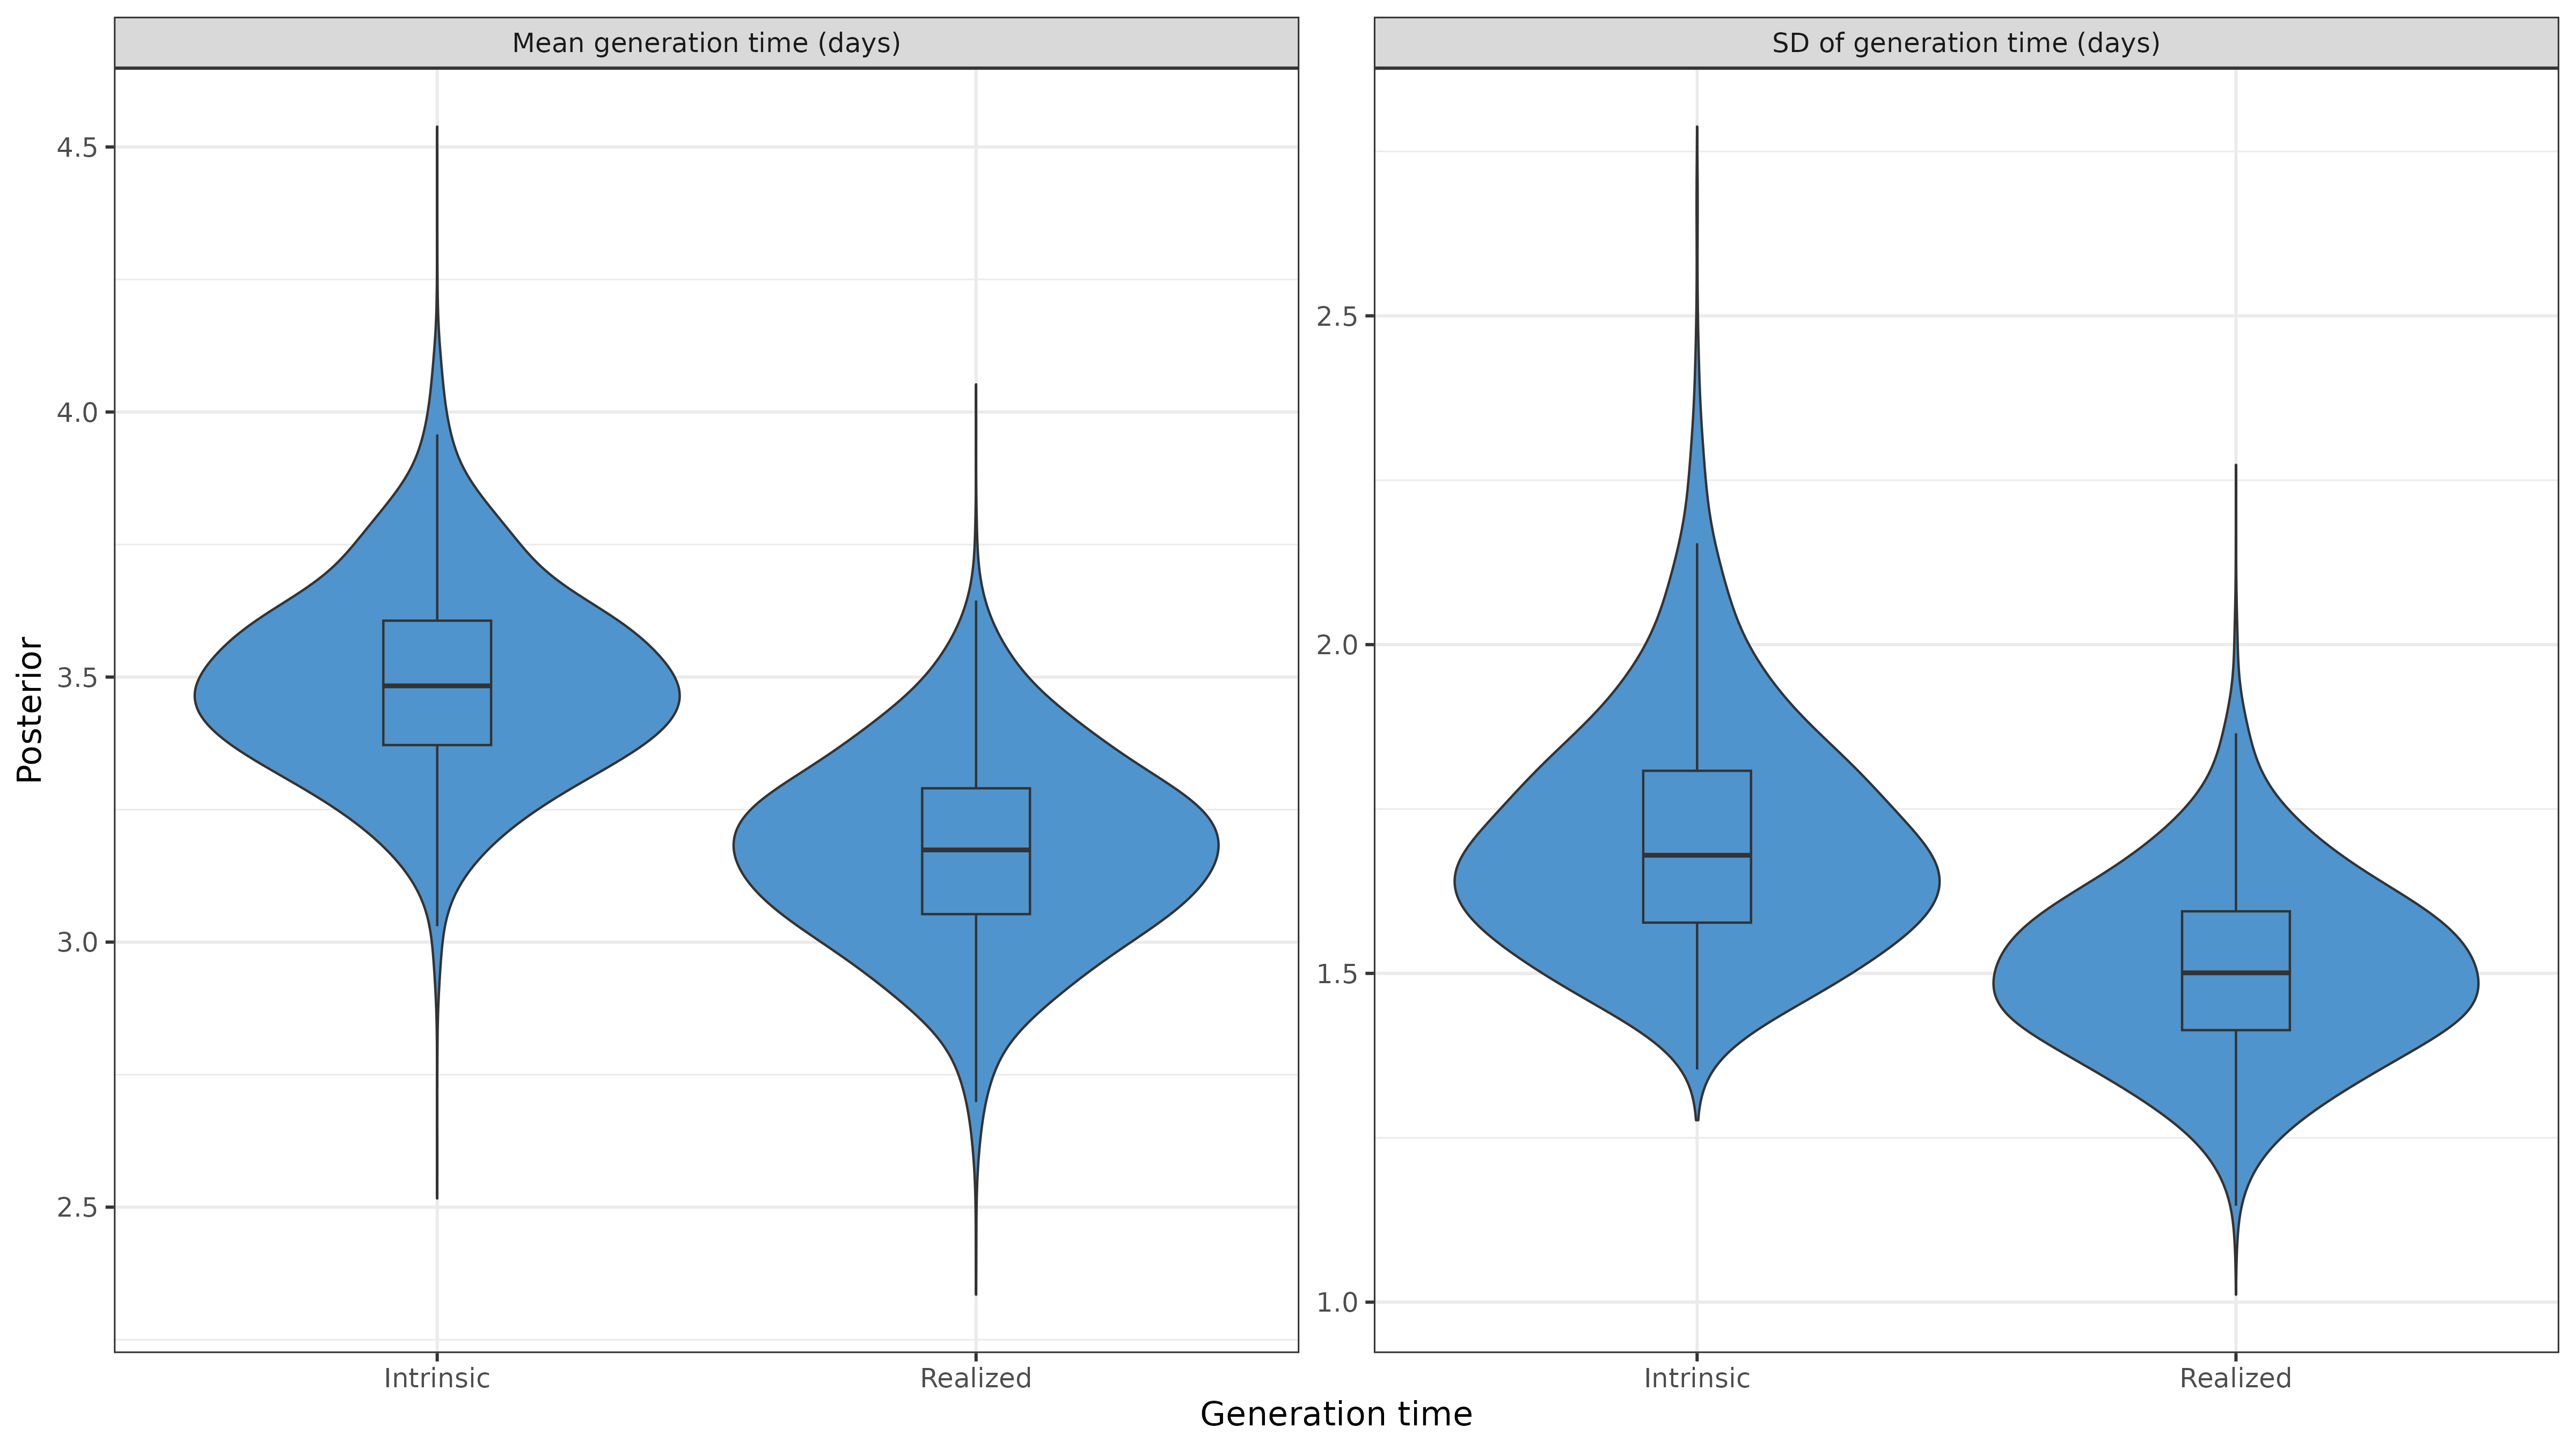 Mean generation time (days)
SD of generation time (days)
Posterior
4.5
4.0
3.5
3.0
2.5
2.5
2.0
1.5
1.0
Intrinsic
Realized
Intrinsic
Realized
Generation time